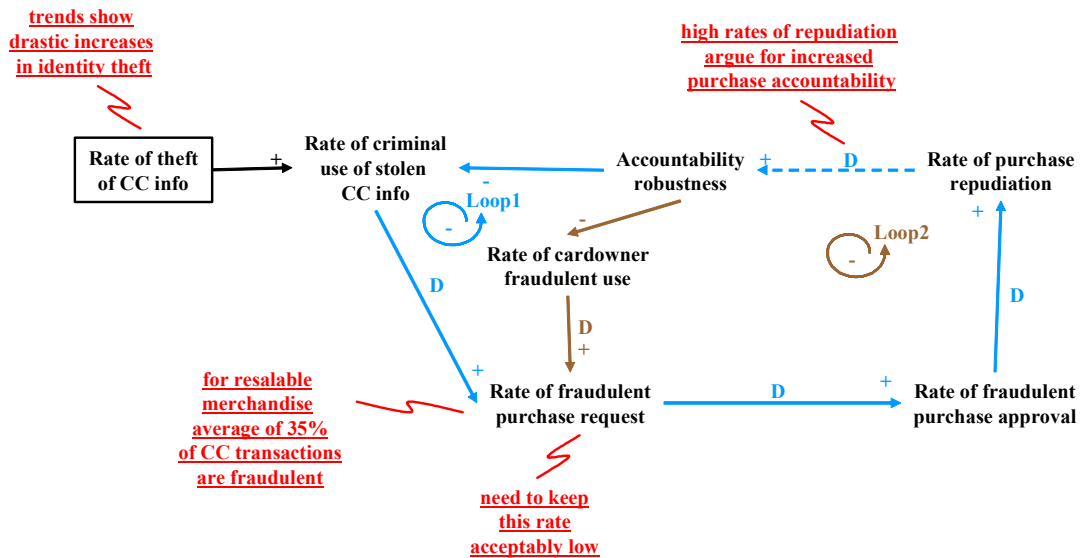 trends show
drastic increases
in identity theft
high rates of repudiation
argue for increased
purchase accountability
Rate of theft
of CC info
+
Rate of criminal
use of stolen
CC info
-
Loop1
-
Accountability
robustness
+
D
Rate of purchase
repudiation
+
-
Rate of cardowner
fraudulent use
Loop2
-
D
D
+
D
+
for resalable
merchandise
average of 35%
of CC transactions
are fraudulent
Rate of fraudulent
purchase request
D
+
Rate of fraudulent
purchase approval
need to keep
this rate
acceptably low